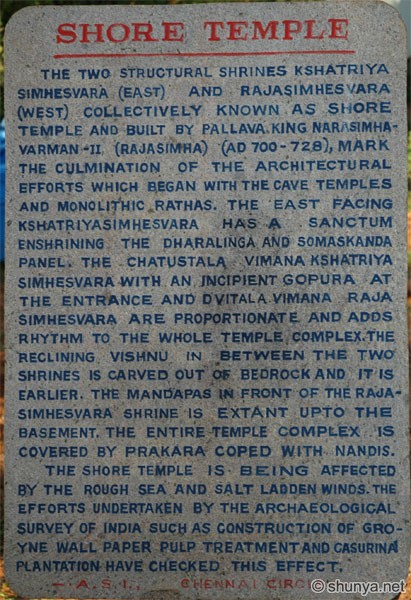 SHORE TEMPLE
THE TWO STRUCTURAL SHRINES KSHATRIYA
SIMHESVARA (EAST) AND RAJASIMHESVARA
(WEST) COLLECTIVELY KNOWN AS SHORE
TEMPLE AND BUILT BY PALLAVA KING NARASIMHA-
VARMAN-II, (RAJASIMHA) (AD 700-728), MARK
THE CULMINATION OF THE ARCHITECTURAL
EFFORTS WHICH BEGAN WITH THE CAVE TEMPLES
AND MONOLITHIC RATHAS. THE EAST FACING
KSHATRIYASIMHESVARA HAS A SANCTUM
ENSHRINING THE DHARALINGA AND SOMASKANDA
PANEL. THE CHATUSTALA VIMANA KSHATRIYA
SIMHESVARA WITH AN INCIPIENT GOPURA AT
THE ENTRANCE AND DVITALA VIMANA RAJA
SIMHESVARA ARE PROPORTIONATE AND ADDS
RHYTHM TO THE WHOLE TEMPLE COMPLEX. THE
RECLINING VISHNU IN BETWEEN THE TWO
SHRINES IS CARVED OUT OF BEDROCK AND IT IS
EARLIER. THE MANDAPAS IN FRONT OF THE RAJA-
SIMHESVARA SHRINE IS EXTANT UPTO THE
BASEMENT. THE ENTIRE TEMPLE COMPLEX IS
COVERED BY PRAKARA COPED WITH NANDIS.
THE SHORE TEMPLE IS BEING AFFECTED
BY THE ROUGH SEA AND SALT LADDEN WINDS. THE
EFFORTS UNDERTAKEN BY THE ARCHAEOLOGICAL
SURVEY OF INDIA SUCH AS CONSTRUCTION OF GRO-
YNE WALL PAPER PULP TREATMENT AND CASURINA
PLANTATION HAVE CHECKED THIS EFFECT.
— A.S.I., CHENNAI CIRC
© shunya.net